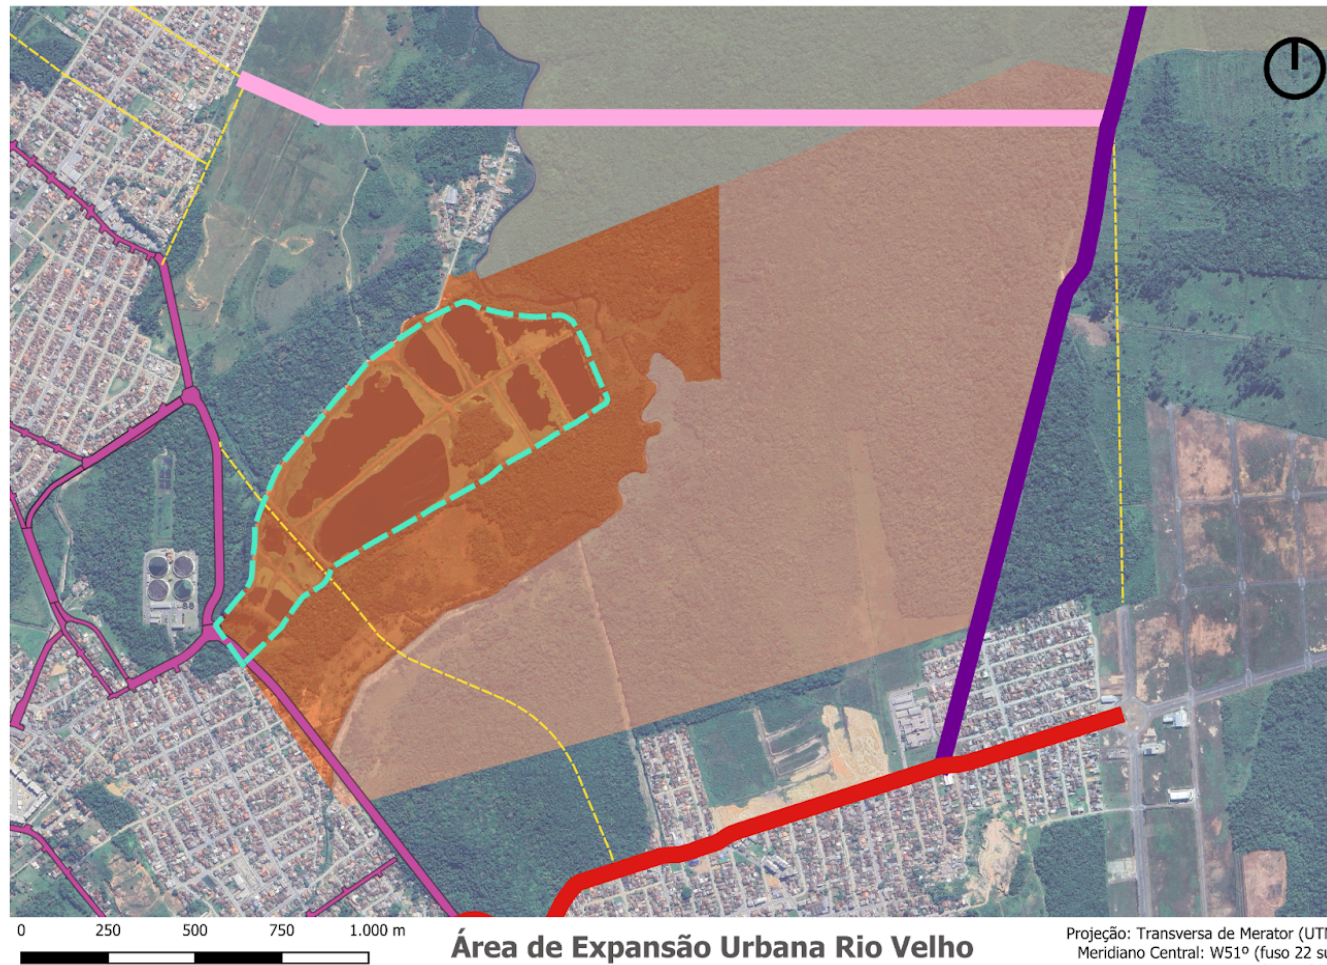 0 250 500 750 1.000 m
Área de Expansão Urbana Rio Velho
Projeção: Transversa de Merator
Meridiano Central: W51º (fuso 22